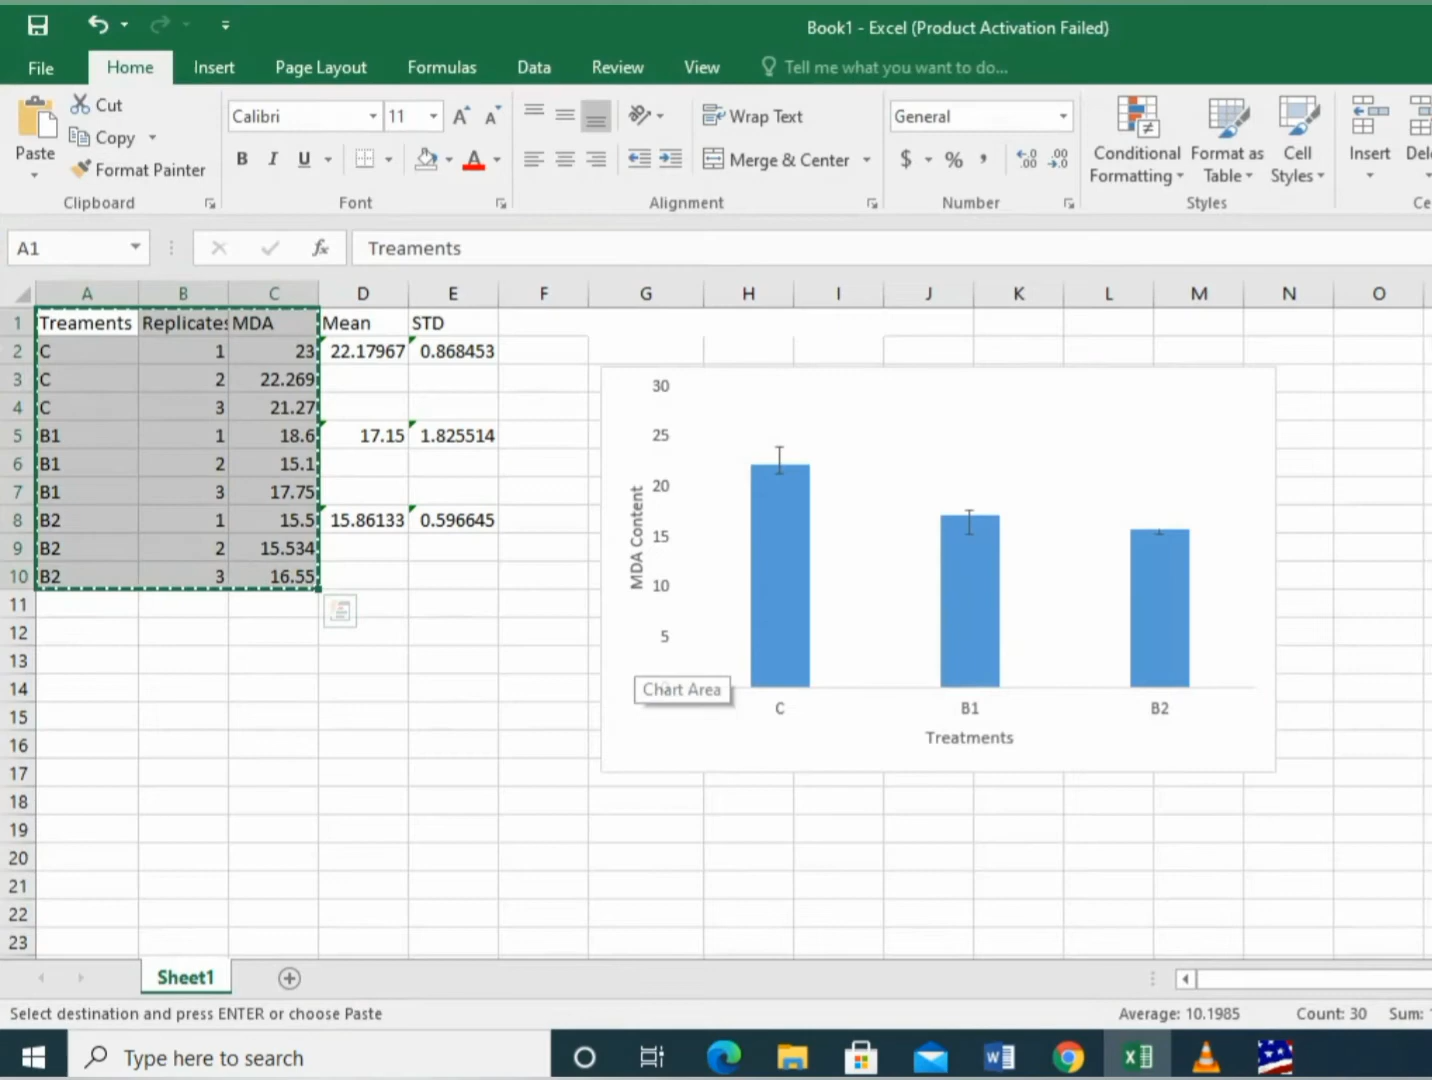 Book1 - Excel (Product Activation Failed)
File Home Insert Page Layout Formulas Data Review View Tell me what you want to do...
Paste
Cut
Copy
Format Painter
Clipboard
Calibri 11
B I U A
Font
Wrap Text
Merge & Center
Alignment
General
$ % , .00 .0
Number
Conditional Formatting
Format as Table
Cell Styles
Styles
Insert
A1 fx Treaments
A B C D E F G H I J K L M N O
1 Treaments Replicates MDA Mean STD
2 C 1 23 22.17967 0.868453
3 C 2 22.269
4 C 3 21.27
5 B1 1 18.6 17.15 1.825514
6 B1 2 15.1
7 B1 3 17.75
8 B2 1 15.5 15.86133 0.596645
9 B2 2 15.534
10 B2 3 16.55
11
12
13
14
15
16
17
18
19
20
21
22
23
30
25
20
15
10
5
MDA Content
Chart Area
C B1 B2
Treatments
Sheet1
Select destination and press ENTER or choose Paste
Average: 10.1985 Count: 30 Sum:
Type here to search